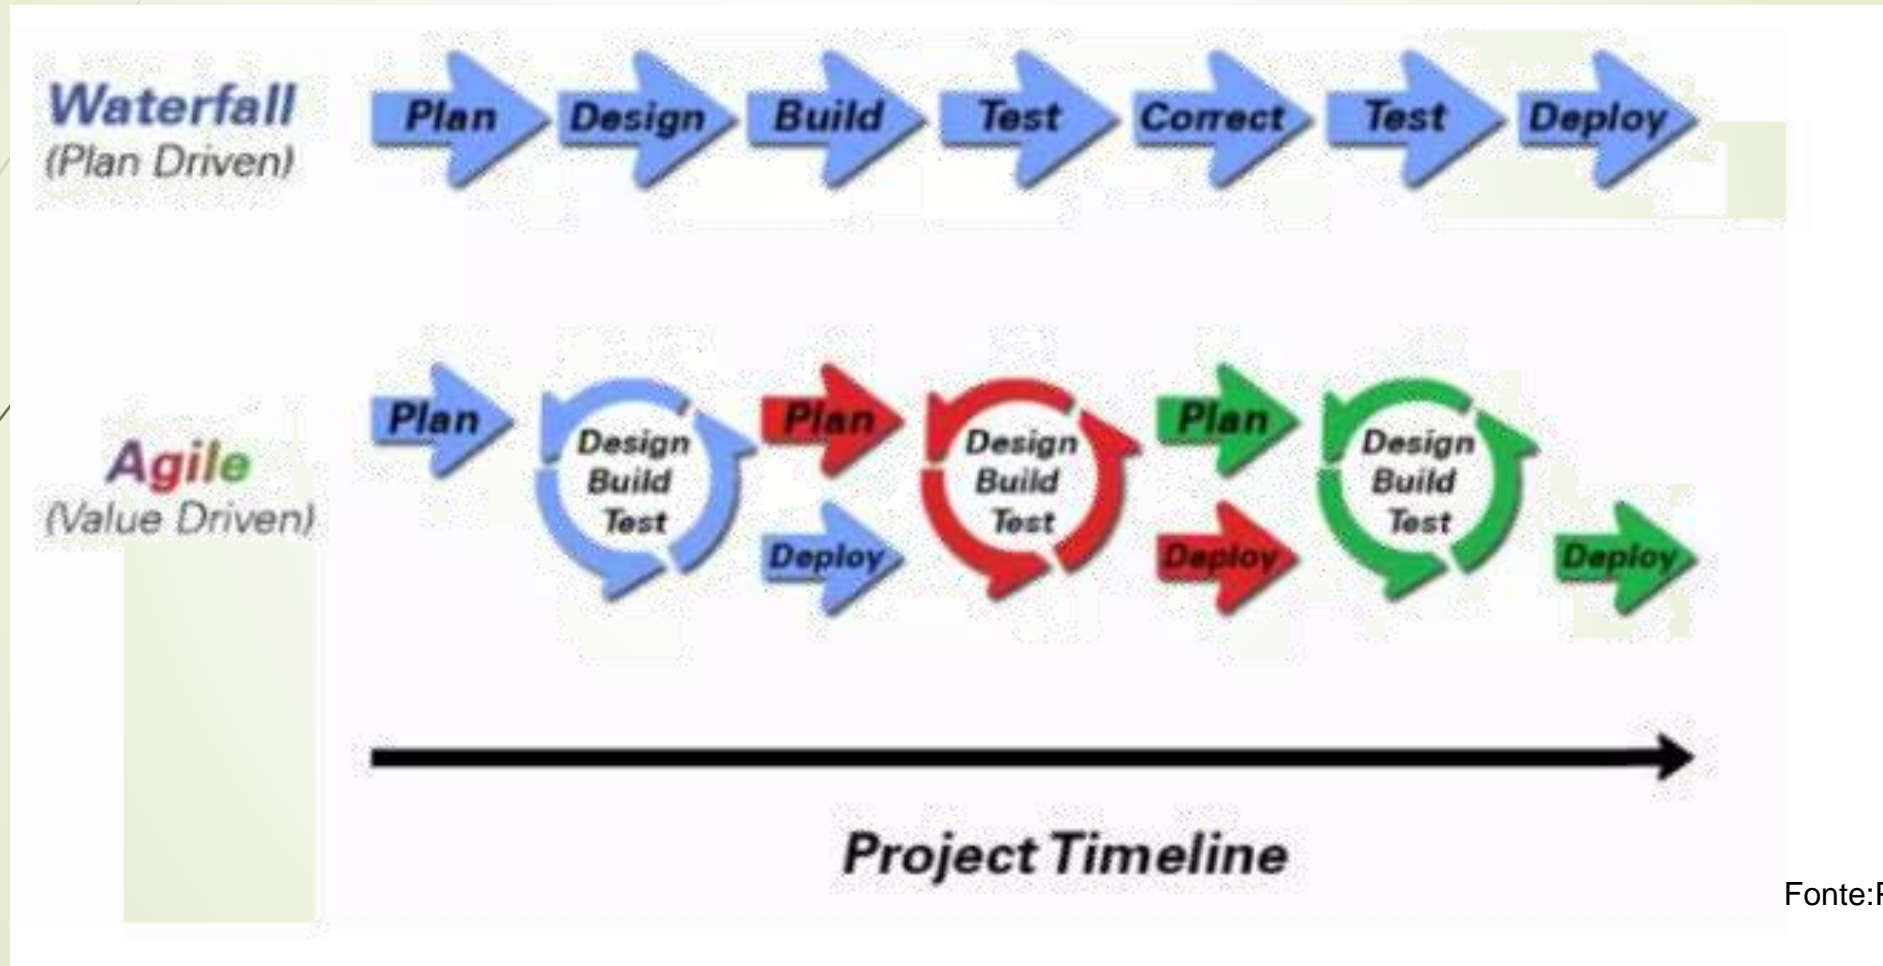 Waterfall
(Plan Driven)
Plan Design Build Test Correct Test Deploy
Agile
(Value Driven)
Plan
Design
Build
Test
Plan
Deploy
Design
Build
Test
Plan
Deploy
Design
Build
Test
Deploy
Project Timeline
Fonte: